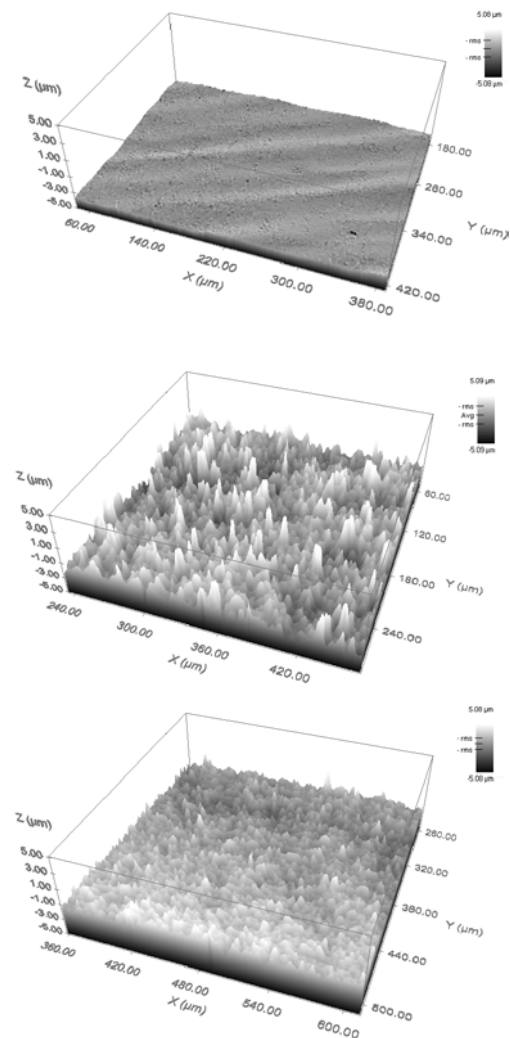 5.08 µm
- rms
- rms
-5.08 µm
Z (µm)
5.00
3.00
1.00
-1.00
-3.00
-5.00
60.00
140.00
220.00
300.00
380.00
X (µm)
180.00
260.00
340.00
420.00
Y (µm)
5.09 µm
- rms
Avg
- rms
-5.09 µm
Z (µm)
5.00
3.00
1.00
-1.00
-3.00
-5.00
240.00
300.00
360.00
420.00
X (µm)
60.00
120.00
180.00
240.00
Y (µm)
5.08 µm
- rms
- rms
-5.08 µm
Z (µm)
5.00
3.00
1.00
-1.00
-3.00
-5.00
360.00
420.00
480.00
540.00
600.00
X (µm)
260.00
320.00
380.00
440.00
500.00
Y (µm)